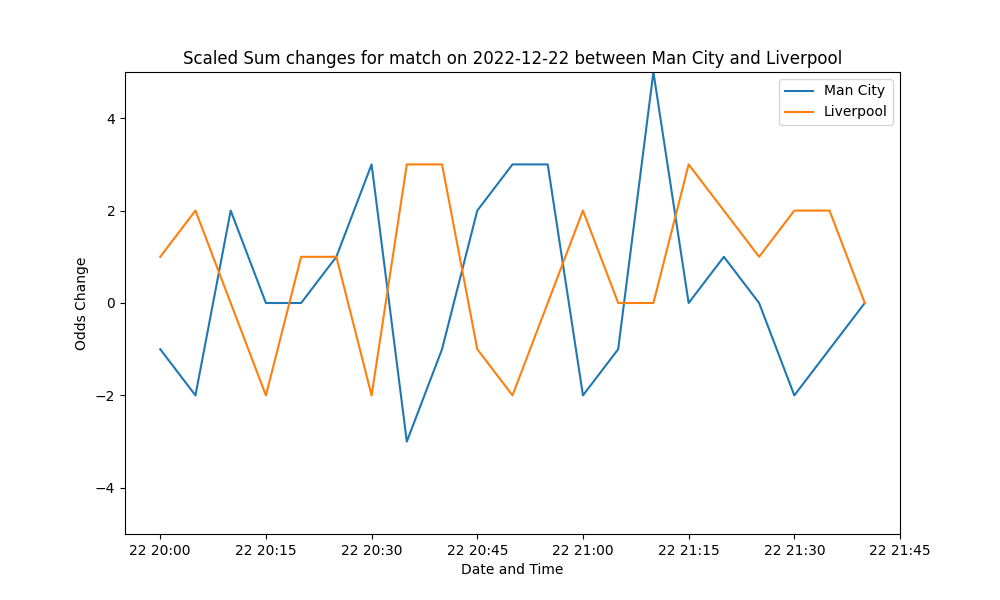 Scaled Sum changes for match on 2022-12-22 between Man City and Liverpool
Man City
Liverpool
4
2
0
−2
−4
Odds Change
22 20:00 22 20:15 22 20:30 22 20:45 22 21:00 22 21:15 22 21:30 22 21:45
Date and Time